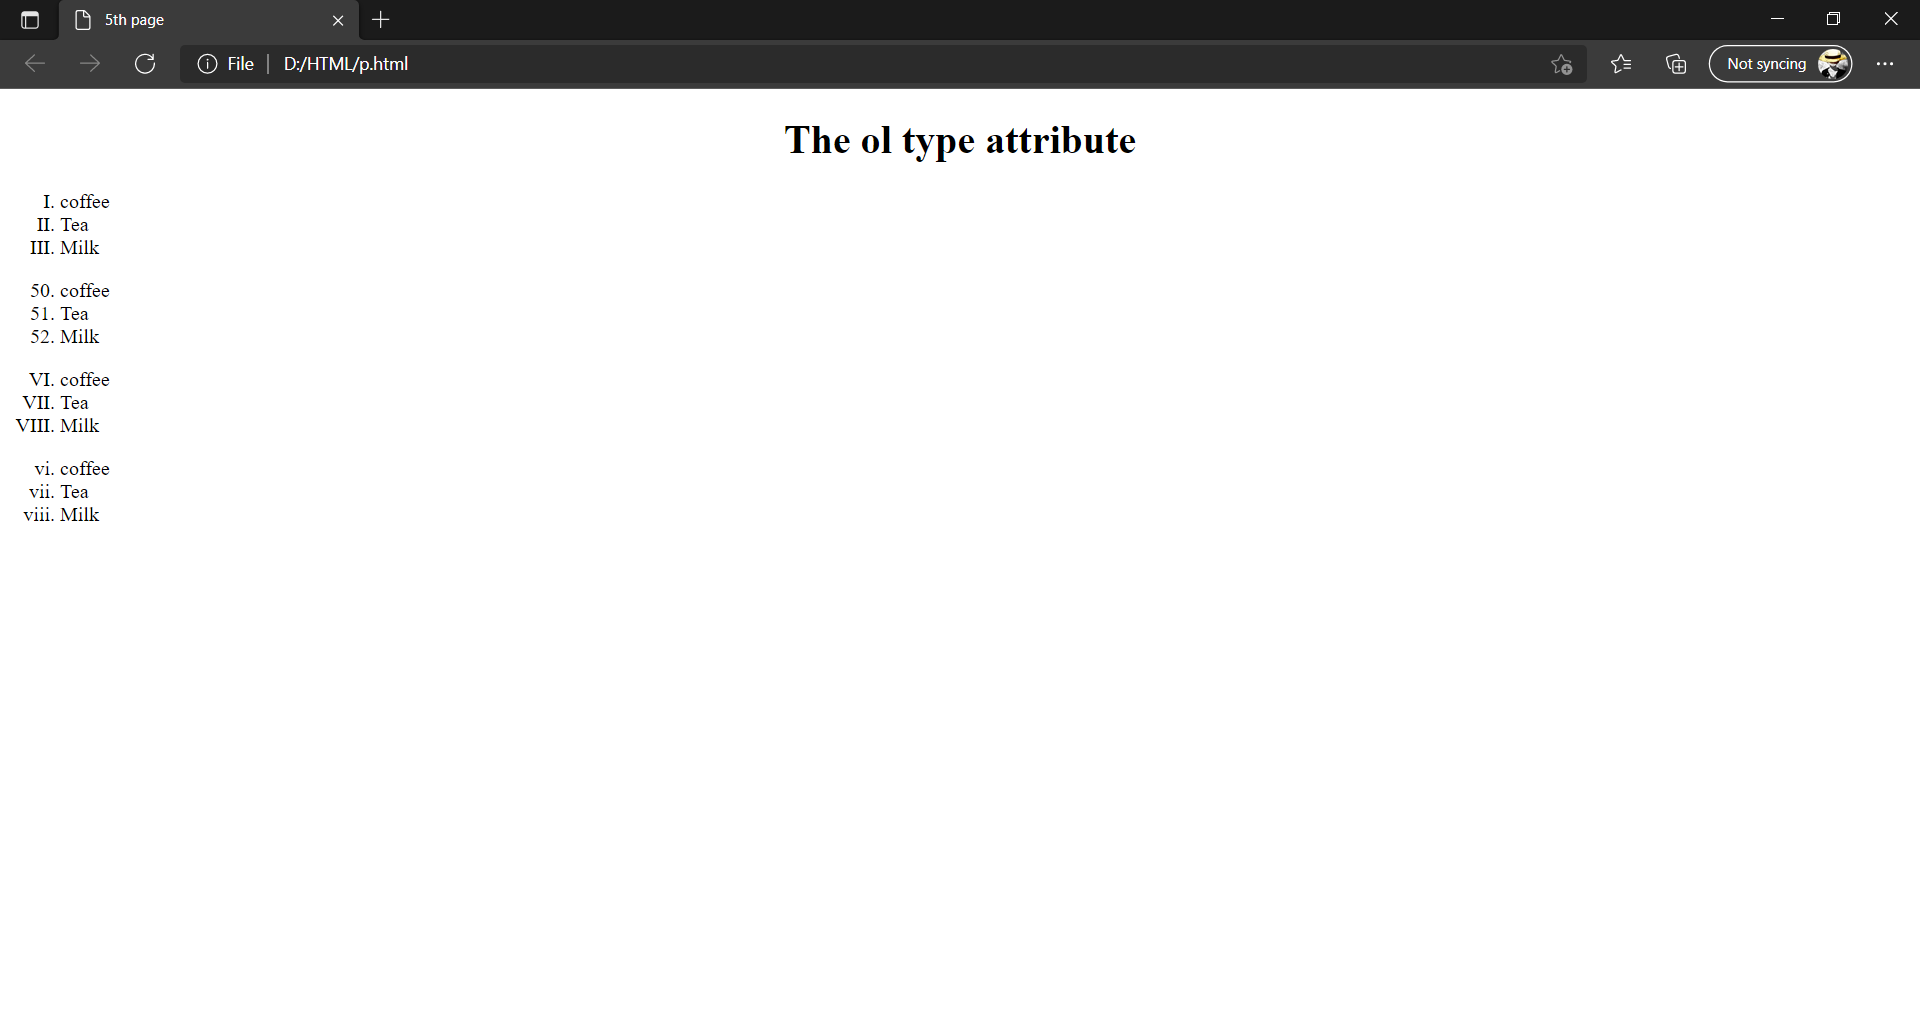 5th page
File | D:/HTML/p.html
Not syncing
The ol type attribute
I. coffee
II. Tea
III. Milk
50. coffee
51. Tea
52. Milk
VI. coffee
VII. Tea
VIII. Milk
vi. coffee
vii. Tea
viii. Milk